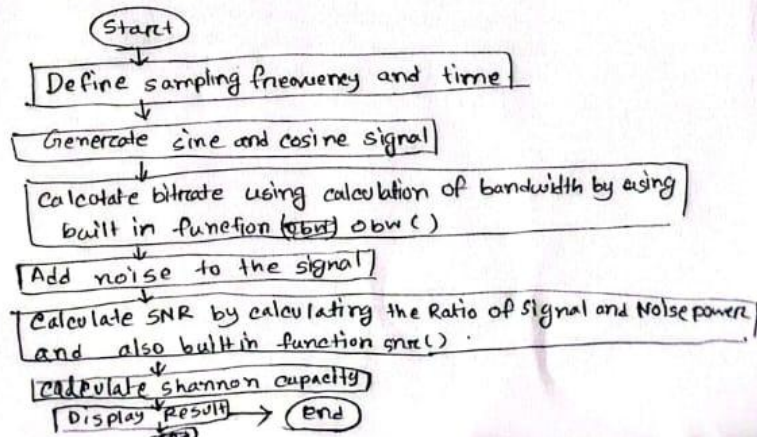 Start
Define sampling frequency and time
Generate sine and cosine signal
Calculate bitrate using calculation of bandwidth by using
built in function obw ()
Add noise to the signal
Calculate SNR by calculating the Ratio of Signal and Noise power
and also built in function snr() .
calculate shannon capacity
Display Result
End